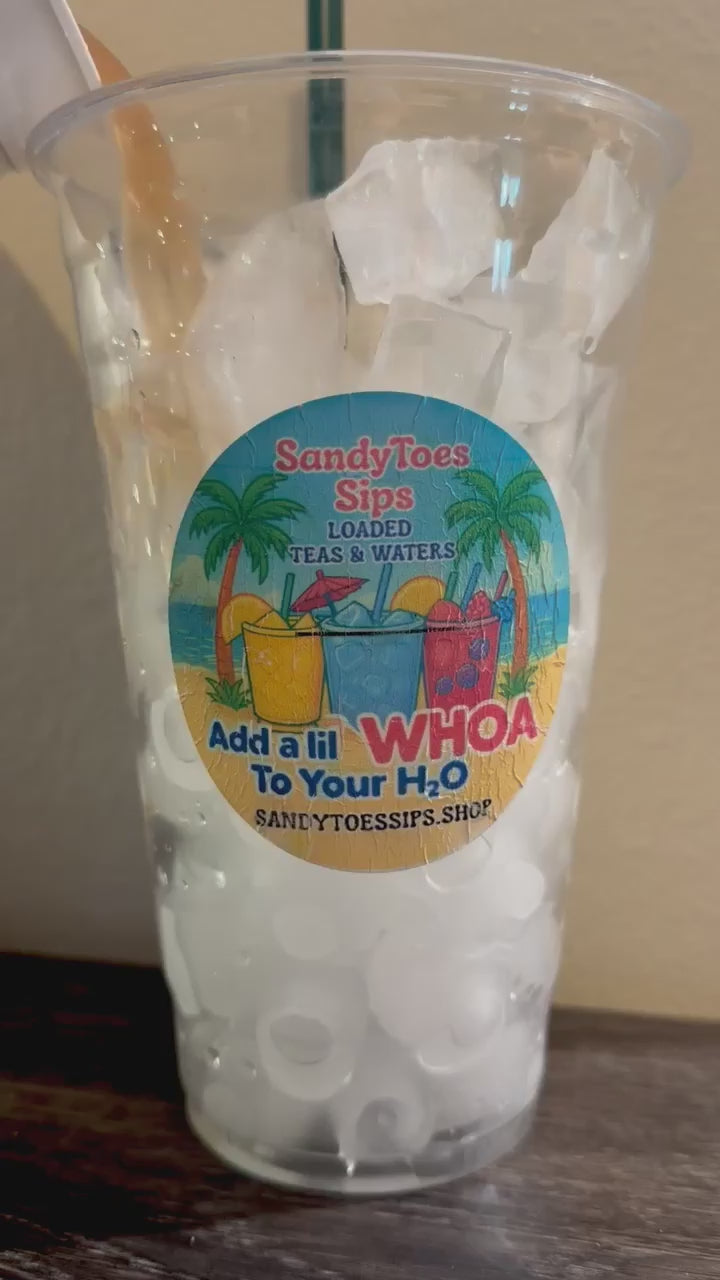 SandyToes
Sips
LOADED
TEAS & WATERS
Add a lil WHOA
To Your H₂O
SANDYTOESSIPS.SHOP